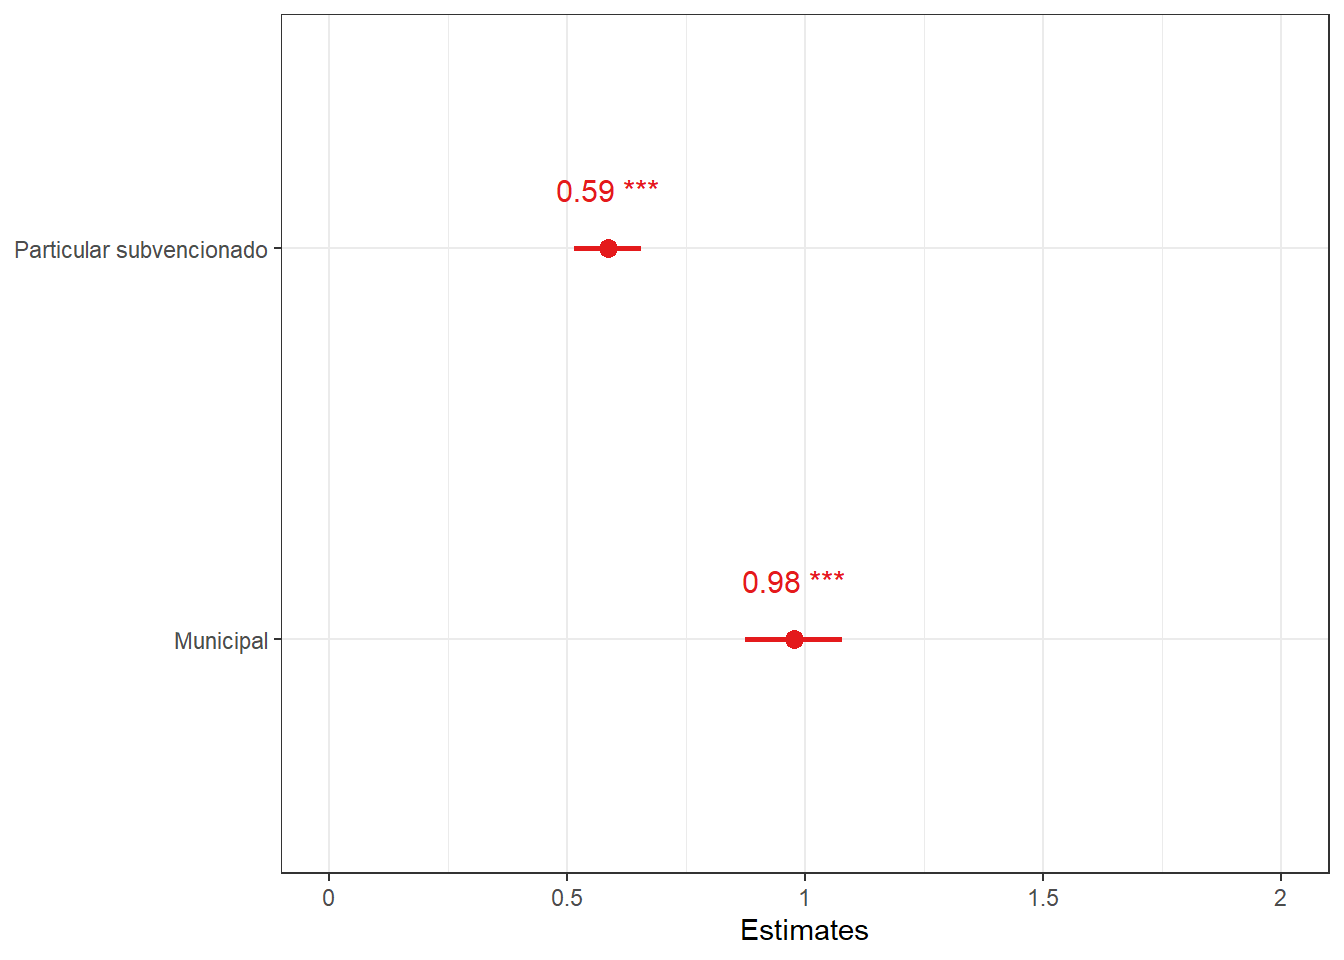 0.59 ***
Particular subvencionado
0.98 ***
Municipal
0 0.5 1 1.5 2
Estimates